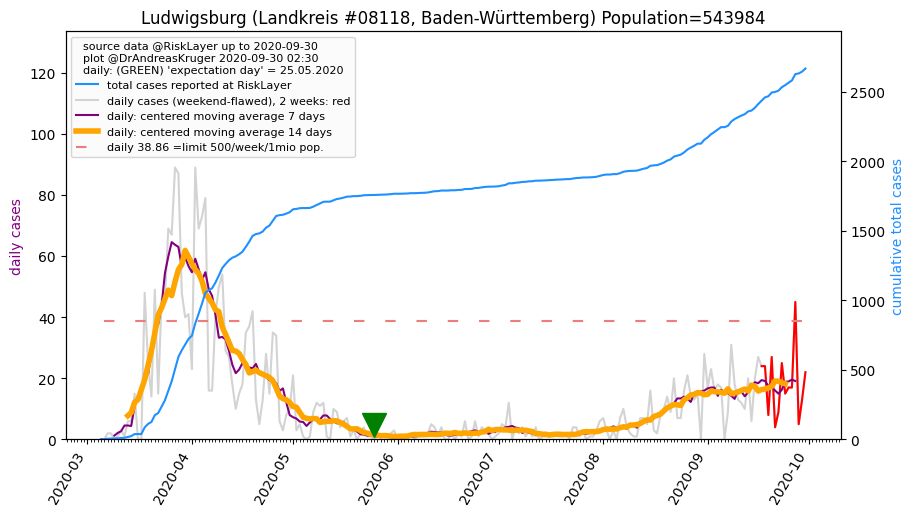 Ludwigsburg (Landkreis #08118, Baden-Württemberg) Population=543984
source data @RiskLayer up to 2020-09-30
plot @DrAndreasKruger 2020-09-30 02:30
daily: (GREEN) 'expectation day' = 25.05.2020
total cases reported at RiskLayer
daily cases (weekend-flawed), 2 weeks: red
daily: centered moving average 7 days
daily: centered moving average 14 days
daily 38.86 =limit 500/week/1mio pop.
daily cases
120
100
80
60
40
20
0
cumulative total cases
2500
2000
1500
1000
500
0
2020-03
2020-04
2020-05
2020-06
2020-07
2020-08
2020-09
2020-10